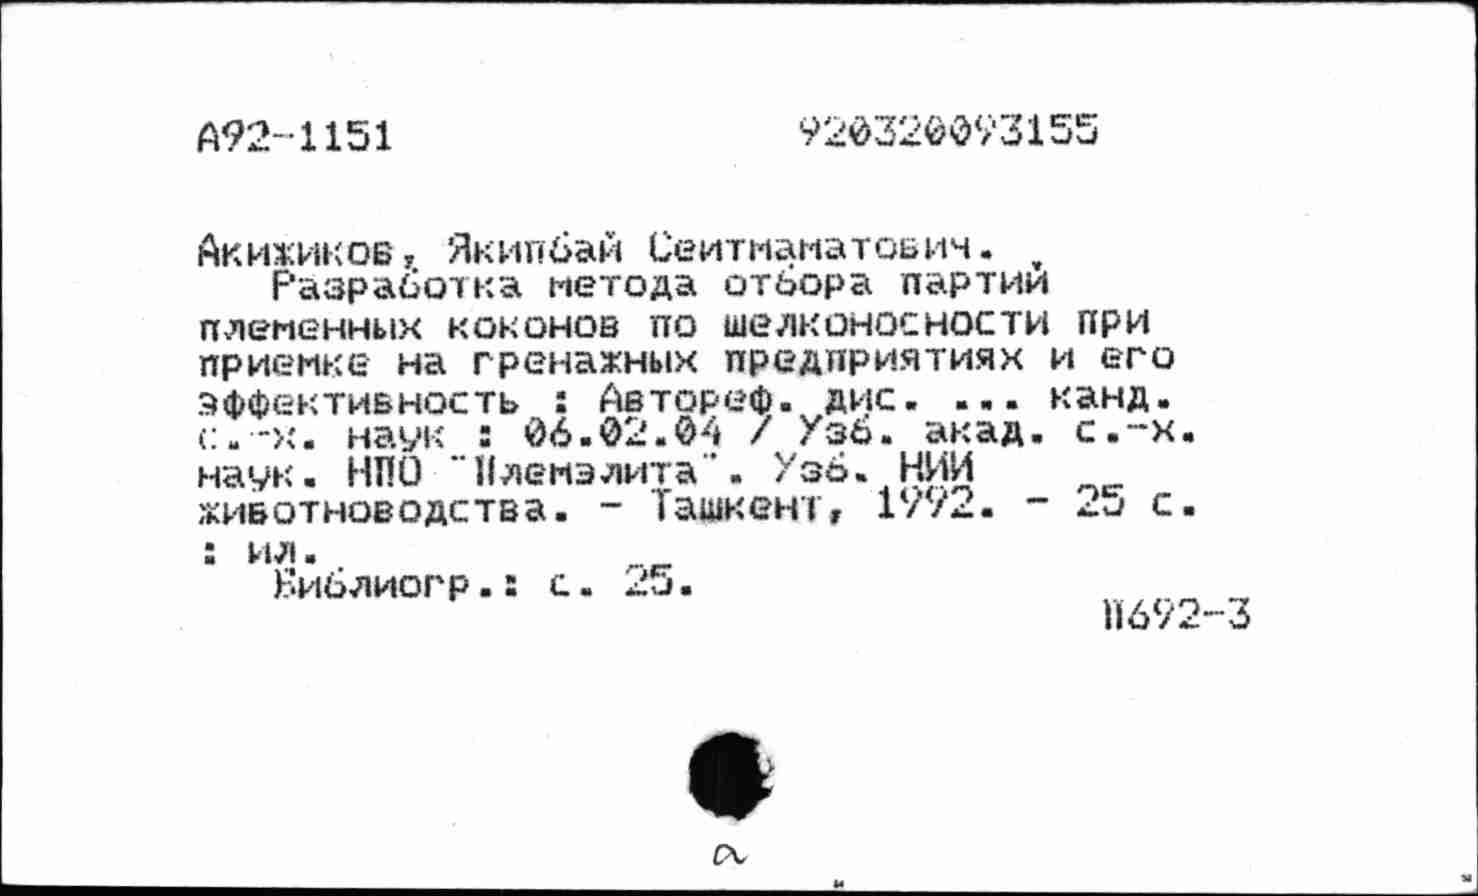 А92-1151 920320093155
Акижиков, Якипбай Сеитмаматович.
Разработка метода отбора партий
племенных коконов по шелконосности при
приемке на гренажных предприятиях и его
эффективность : Автореф. дис. ... канд.
с.-х. наук : 06.02.04 / Узб. акад. с.-х.
наук. НПО "Племэлита". Узб. НИИ
животноводства. - Ташкент, 1992. - 25 с.
: ил.
Библиогр.: с. 25.
П692-3
а